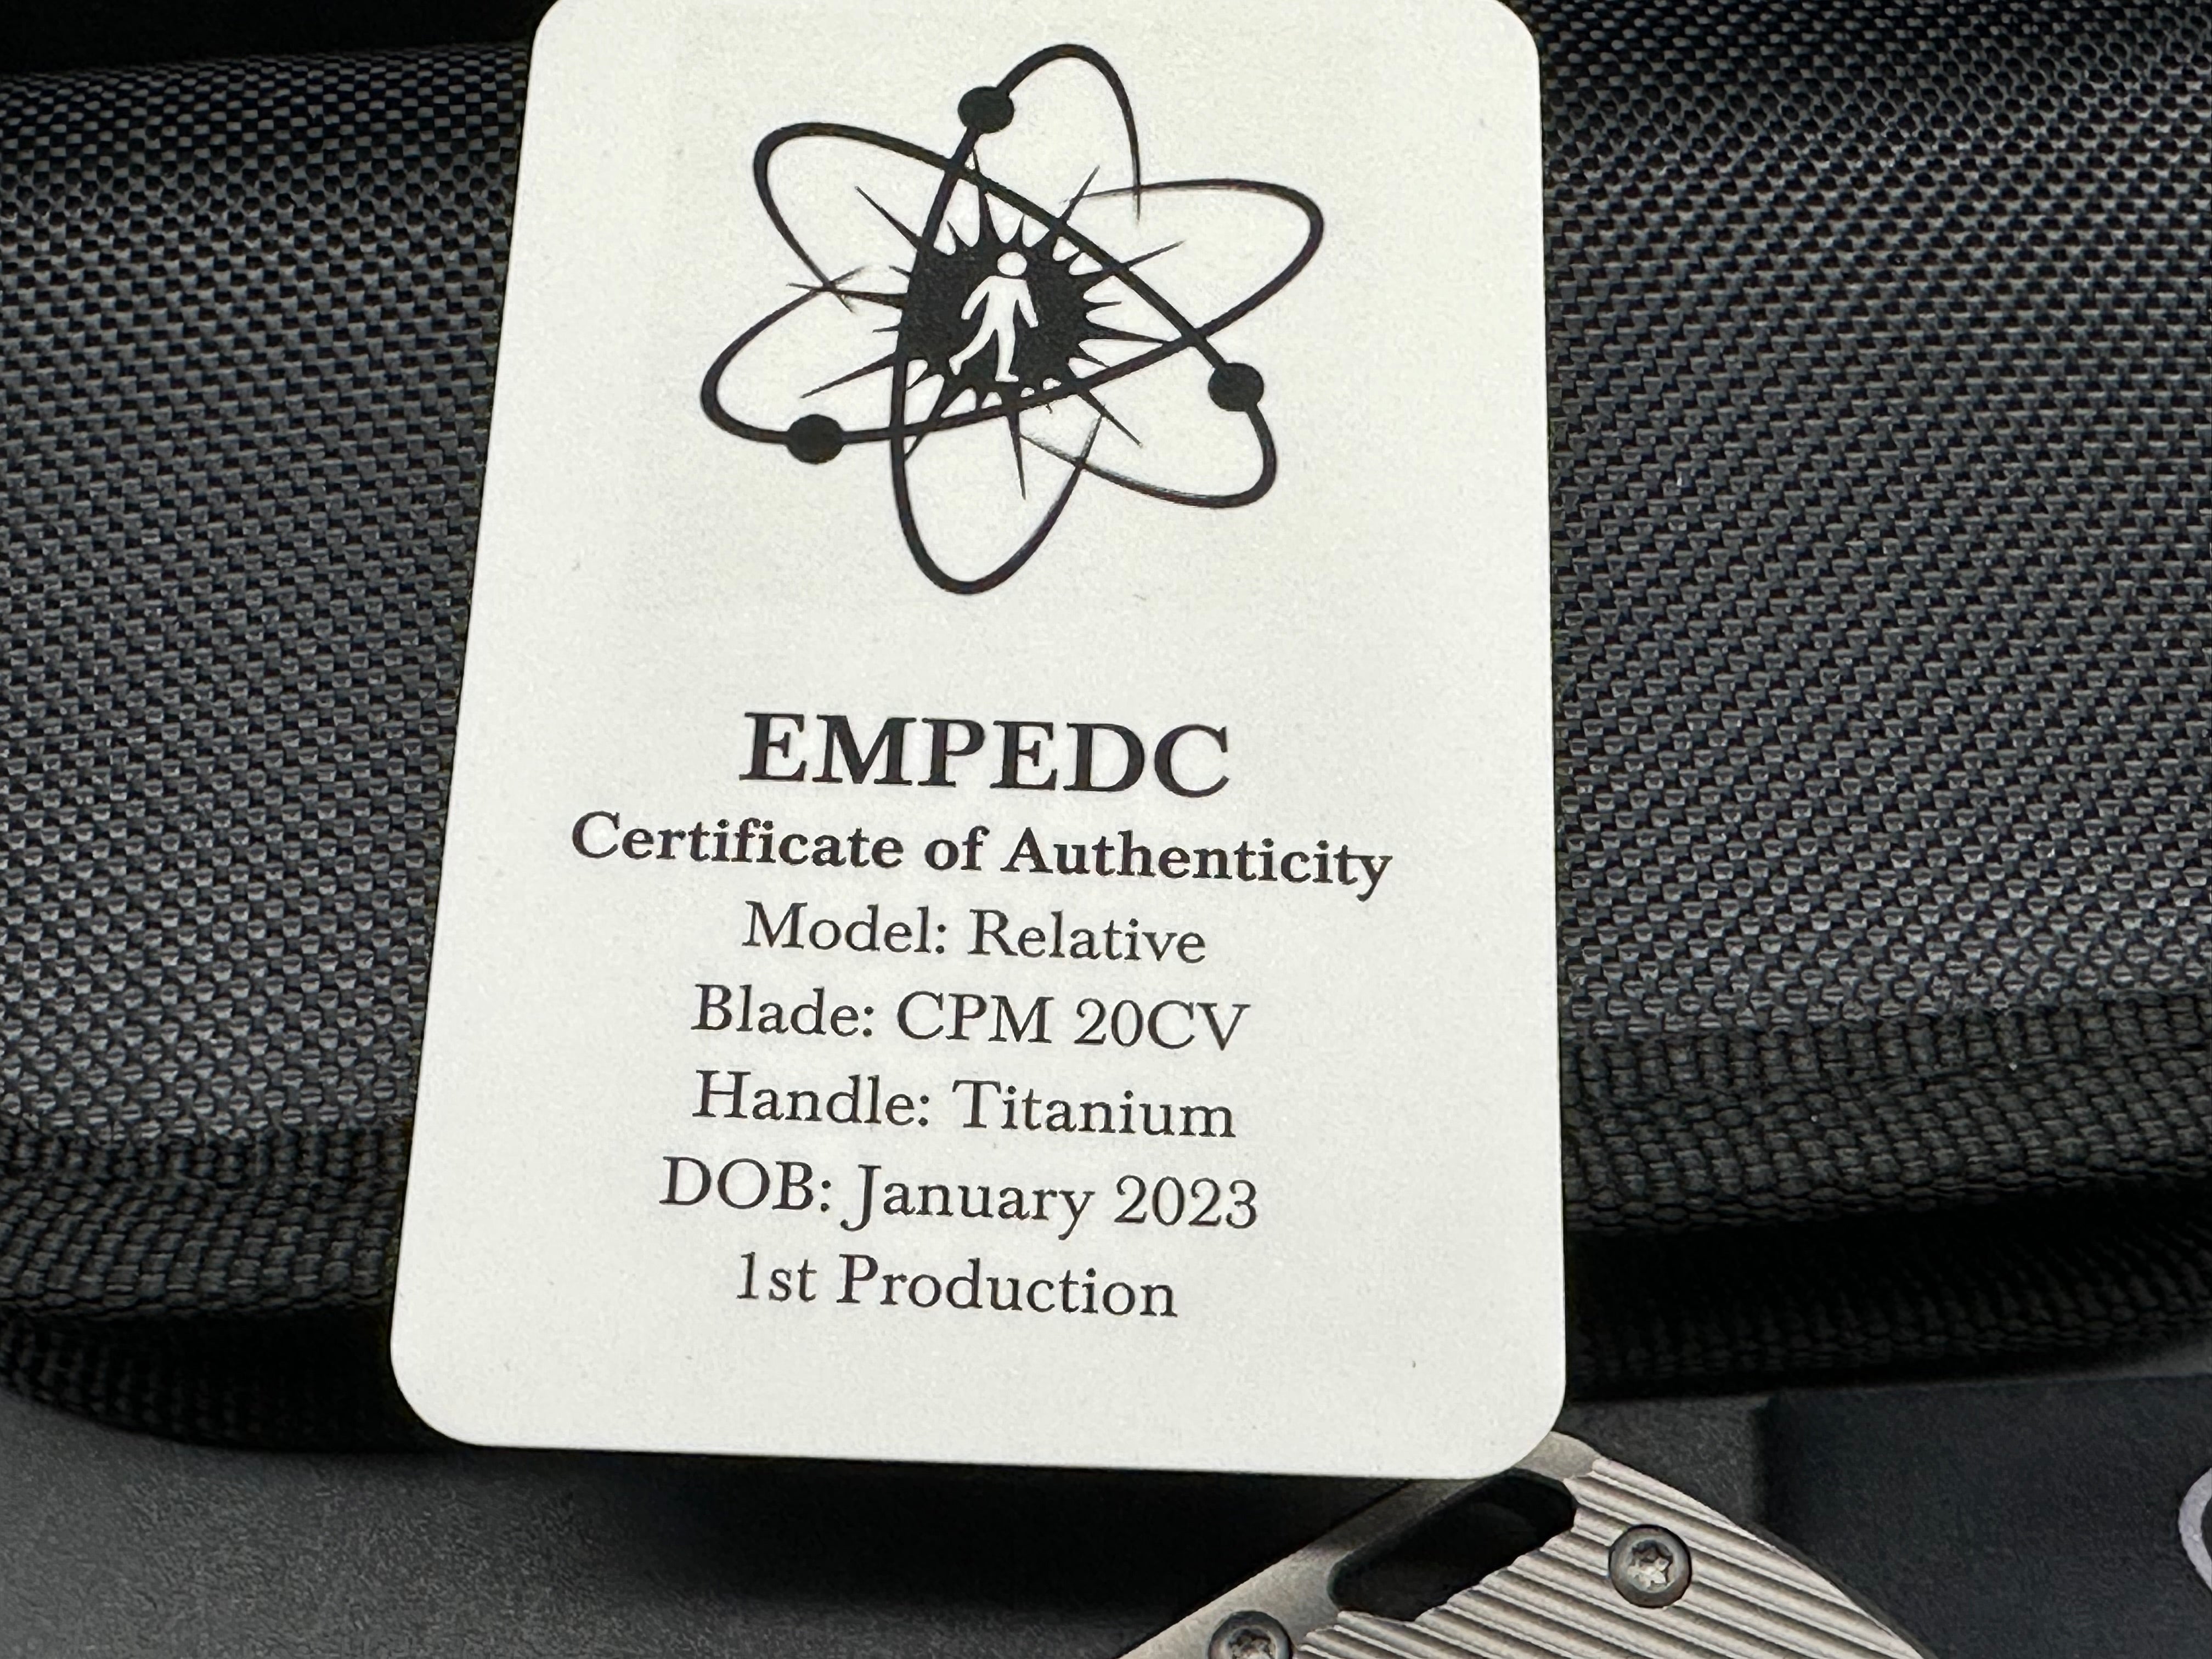 EMPEDC
Certificate of Authenticity
Model: Relative
Blade: CPM 20CV
Handle: Titanium
DOB: January 2023
1st Production